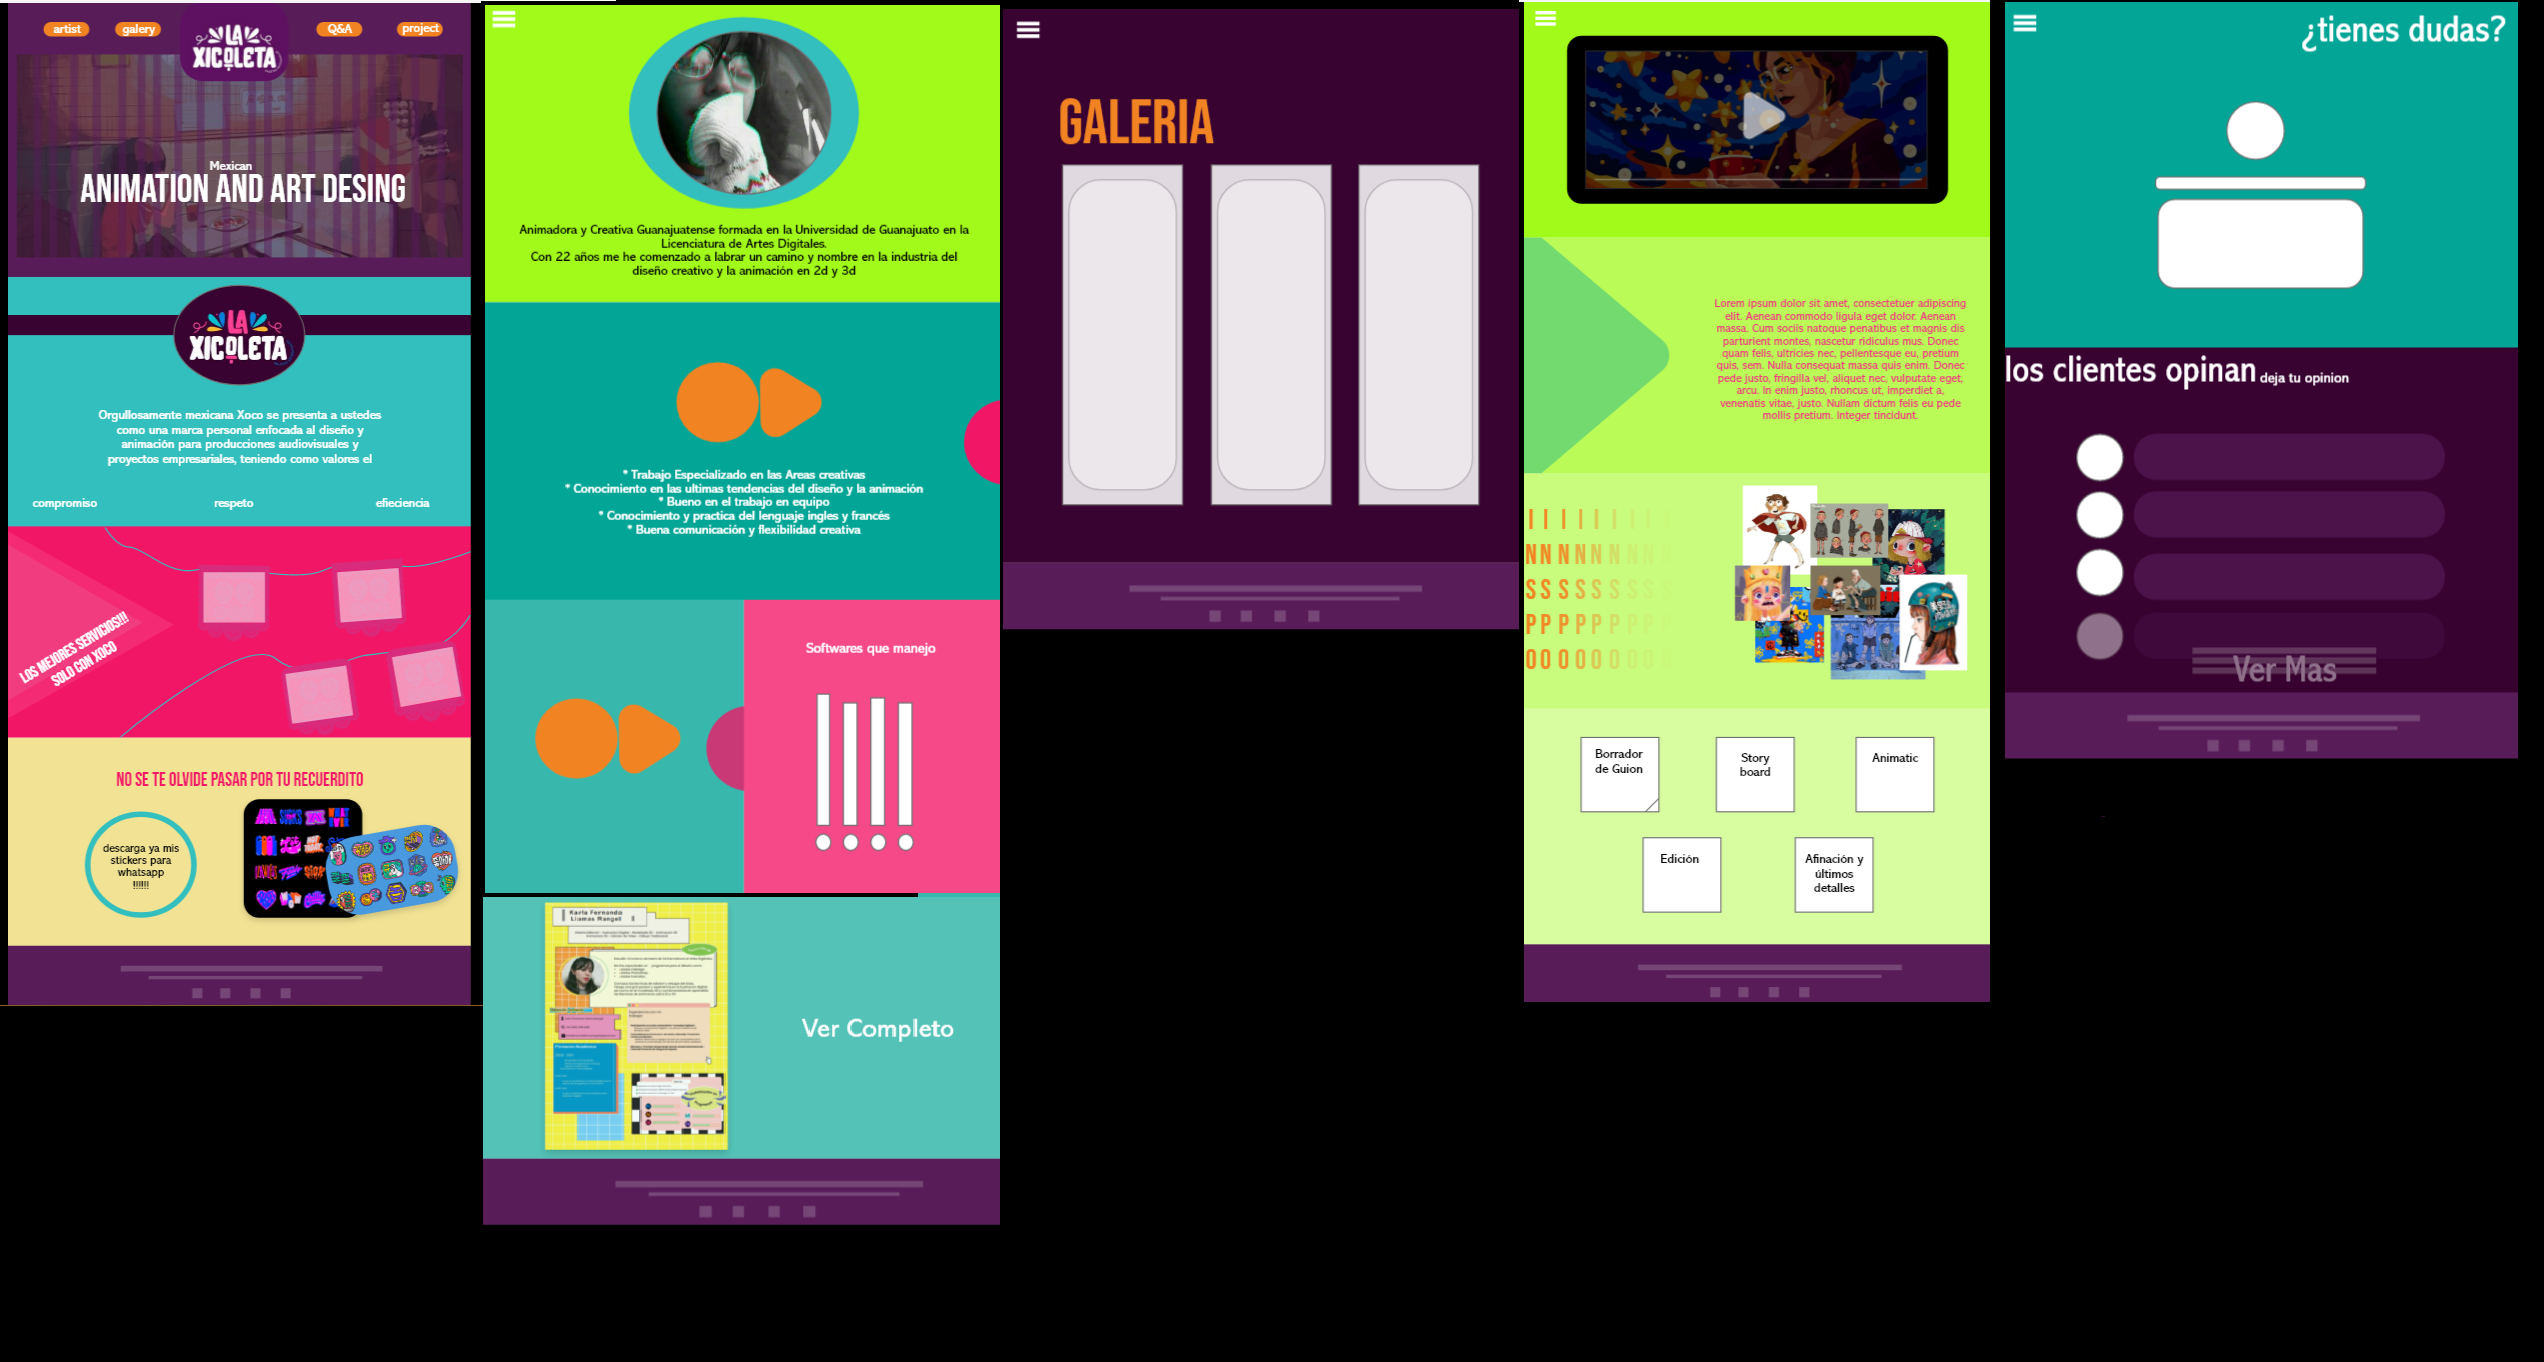 artist
galery
LA
XICOLETA
Q&A
project
Mexican
ANIMATION AND ART DESING
LA
XICOLETA
Orgullosamente mexicana Xoco se presenta a ustedes
como una marca personal enfocada al diseño y
animación para producciones audiovisuales y
proyectos empresariales, teniendo como valores el
compromiso
respeto
efieciencia
LOS MEJORES SERVICIOS!!!
SOLO CON XOCO
NO SE TE OLVIDE PASAR POR TU RECUERDITO
descarga ya mis
stickers para
whatsapp
!!!!!!
Animadora y Creativa Guanajuatense formada en la Universidad de Guanajuato en la
Licenciatura de Artes Digitales.
Con 22 años me he comenzado a labrar un camino y nombre en la industria del
diseño creativo y la animación en 2d y 3d
* Trabajo Especializado en las Areas creativas
* Conocimiento en las ultimas tendencias del diseño y la animación
* Bueno en el trabajo en equipo
* Conocimiento y practica del lenguaje ingles y francés
* Buena comunicación y flexibilidad creativa
Softwares que manejo
Karla Fernanda
Llamas Rangel
Ver Completo
GALERIA
Lorem ipsum dolor sit amet, consectetuer adipiscing
elit. Aenean commodo ligula eget dolor. Aenean
massa. Cum sociis natoque penatibus et magnis dis
parturient montes, nascetur ridiculus mus. Donec
quam felis, ultricies nec, pellentesque eu, pretium
quis, sem. Nulla consequat massa quis enim. Donec
pede justo, fringilla vel, aliquet nec, vulputate eget,
arcu. In enim justo, rhoncus ut, imperdiet a,
venenatis vitae, justo. Nullam dictum felis eu pede
mollis pretium. Integer tincidunt.
I I I I I I I I I
N N N N N N N N N
S S S S S S S S S
P P P P P P P P P
O O O O O O O O O
Borrador
de Guion
Story
board
Animatic
Edición
Afinación y
últimos
detalles
¿tienes dudas?
los clientes opinan deja tu opinion
Ver Mas